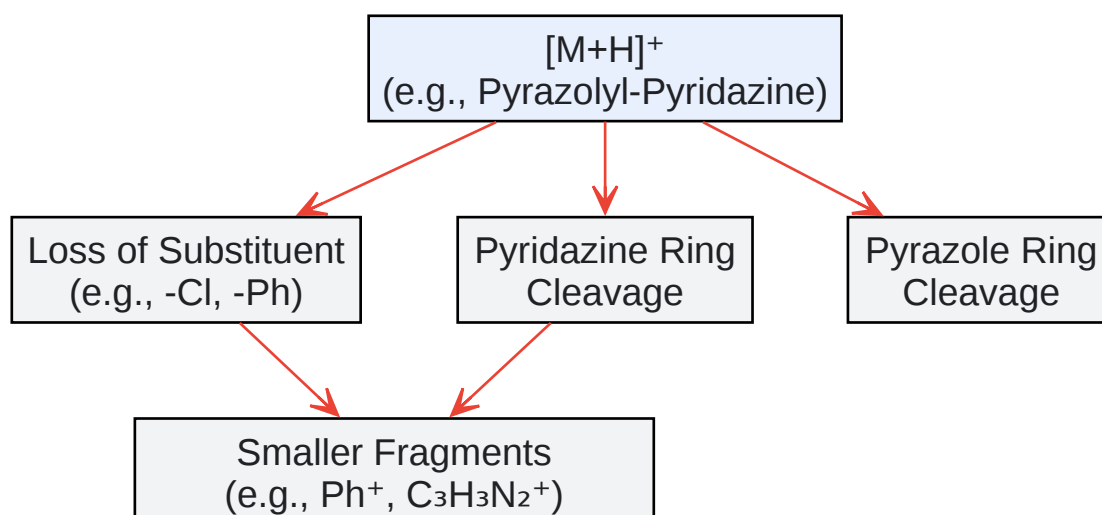 [M+H]⁺
(e.g., Pyrazolyl-Pyridazine)
Loss of Substituent
(e.g., -Cl, -Ph)
Pyridazine Ring
Cleavage
Pyrazole Ring
Cleavage
Smaller Fragments
(e.g., Ph⁺, C₃H₃N₂⁺)